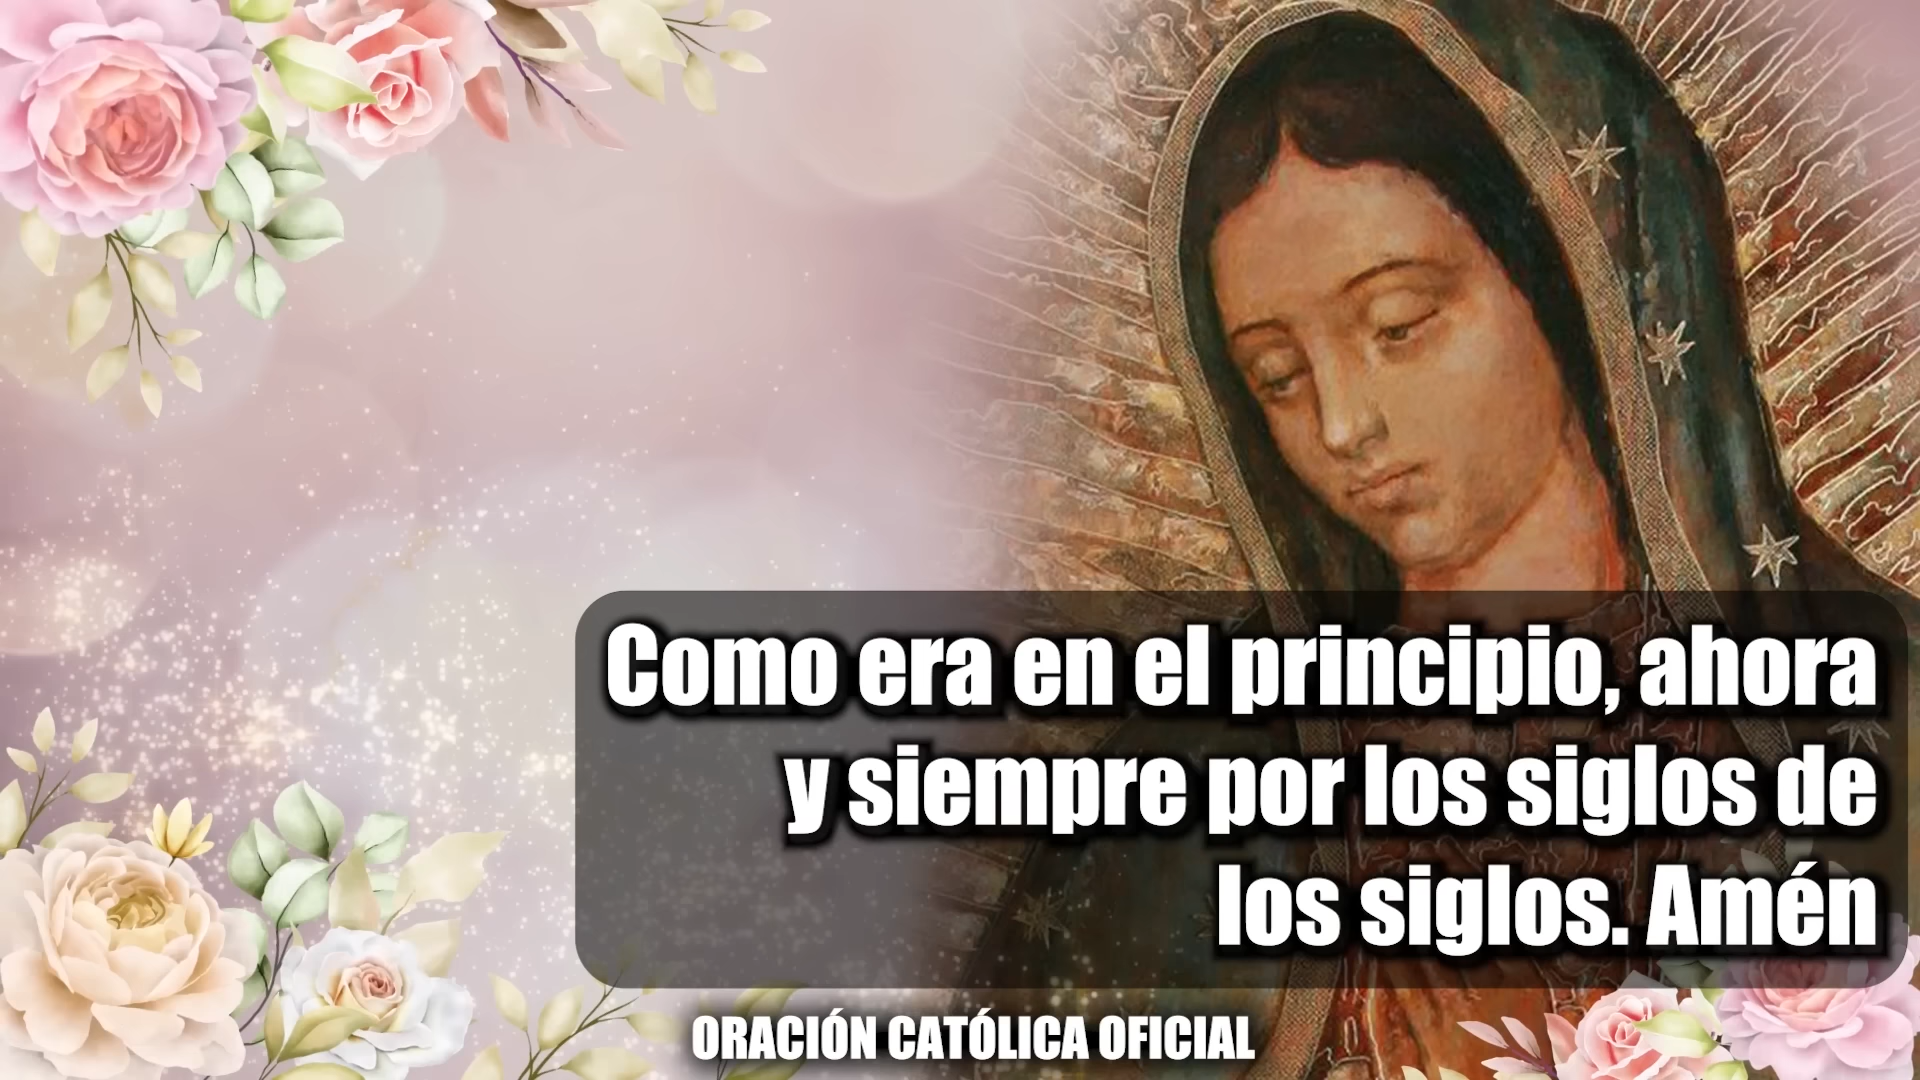 Como era en el principio, ahora
y siempre por los siglos de
los siglos. Amén
ORACIÓN CATÓLICA OFICIAL